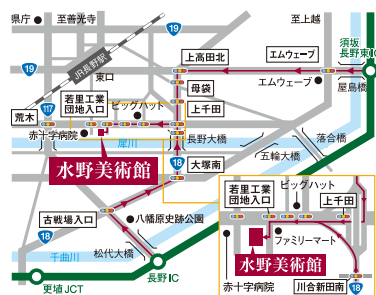 県庁
至善光寺
18
至上越
19
JR長野駅
上高田北
エムウェーブ
須坂
長野東IC
19
東口
母袋
エムウェーブ
屋島橋
117
若里工業
団地入口
ビッグハット
上千田
荒木
赤十字病院
犀川
長野大橋
落合橋
水野美術館
18
大塚南
五輪大橋
古戦場入口
八幡原史跡公園
18
千曲川
松代大橋
長野IC
更埴JCT
若里工業
団地入口
ビッグハット
上千田
ファミリーマート
水野美術館
赤十字病院
川合新田南
18